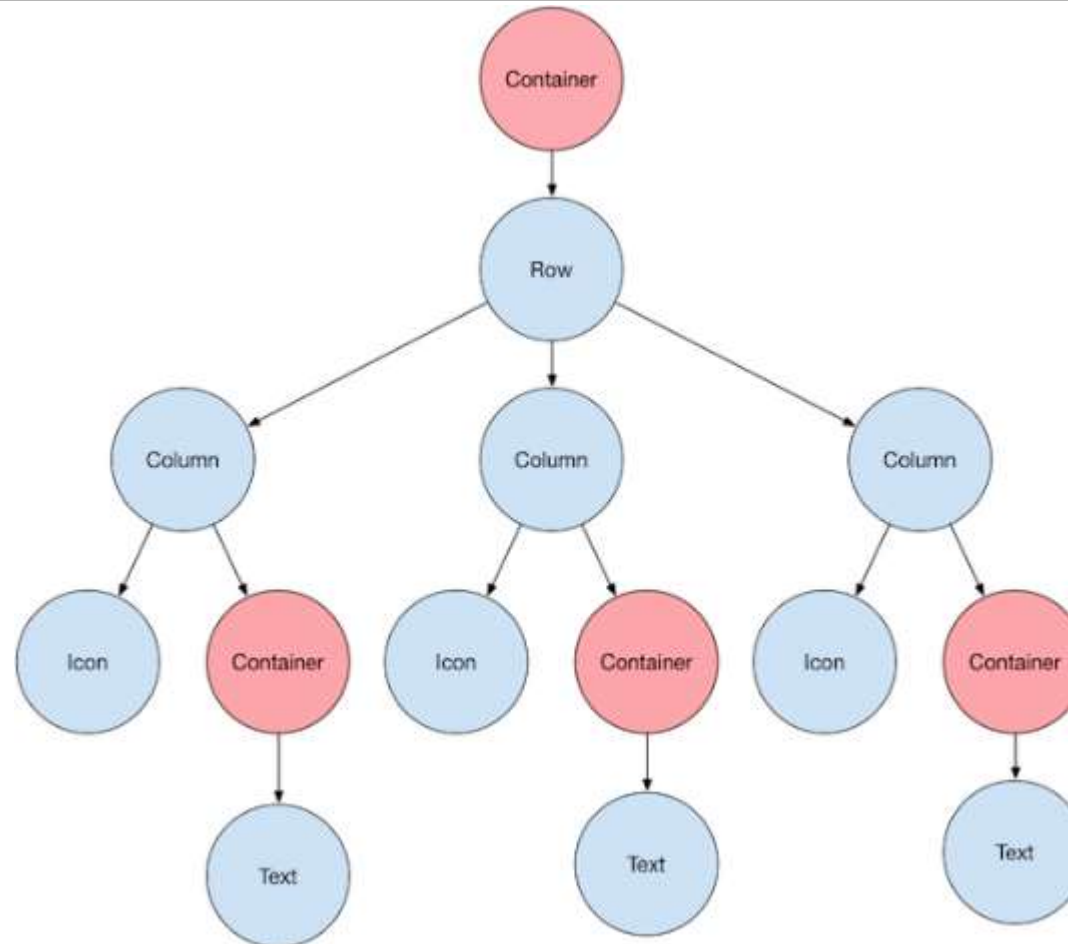 Container
Row
Column
Column
Column
Icon
Container
Icon
Container
Icon
Container
Text
Text
Text